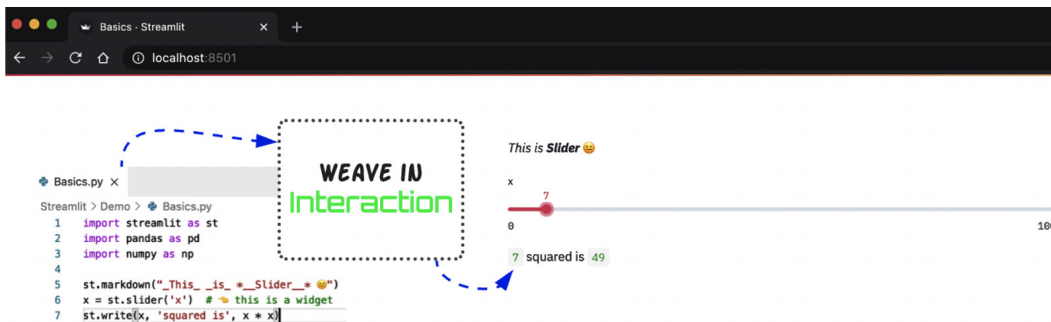 Basics · Streamlit
localhost:8501
Basics.py
Streamlit > Demo > Basics.py
1 import streamlit as st
2 import pandas as pd
3 import numpy as np
4
5 st.markdown("_This_ _is_ *__Slider__* 😄")
6 x = st.slider('x') # 👈 this is a widget
7 st.write(x, 'squared is', x * x)
WEAVE IN
Interaction
This is Slider 😄
x
7
0
7 squared is 49